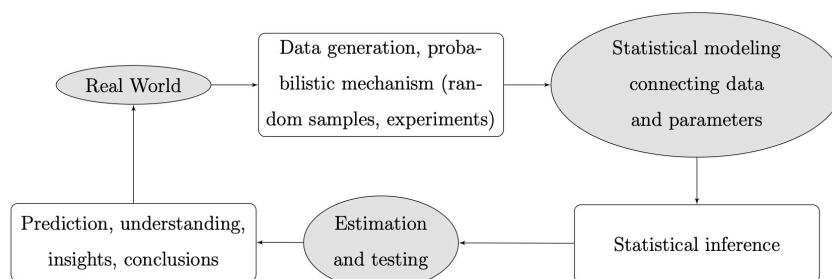 Real World
Data generation, proba-
bilistic mechanism (ran-
dom samples, experiments)
Statistical modeling
connecting data
and parameters
Statistical inference
Estimation
and testing
Prediction, understanding,
insights, conclusions